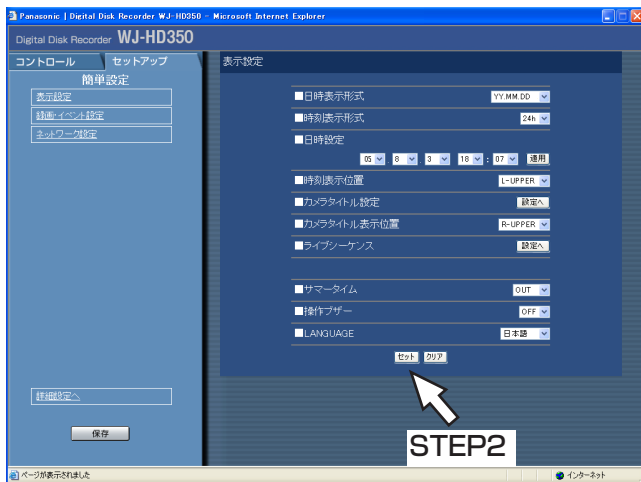 Panasonic | Digital Disk Recorder WJ-HD350 - Microsoft Internet Explorer
Digital Disk Recorder WJ-HD350
コントロール セットアップ 表示設定
簡単設定
表示設定
録画・イベント設定
ネットワーク設定
■日時表示形式 YY.MM.DD
■時刻表示形式 24h
■日時設定
05 . 8 . 3 18 : 07 適用
■時刻表示位置 L-UPPER
■カメラタイトル設定 設定へ
■カメラタイトル表示位置 R-UPPER
■ライブシーケンス 設定へ
■サマータイム OUT
■操作ブザー OFF
■LANGUAGE 日本語
セット クリア
詳細設定へ
保存
STEP2
ページが表示されました インターネット